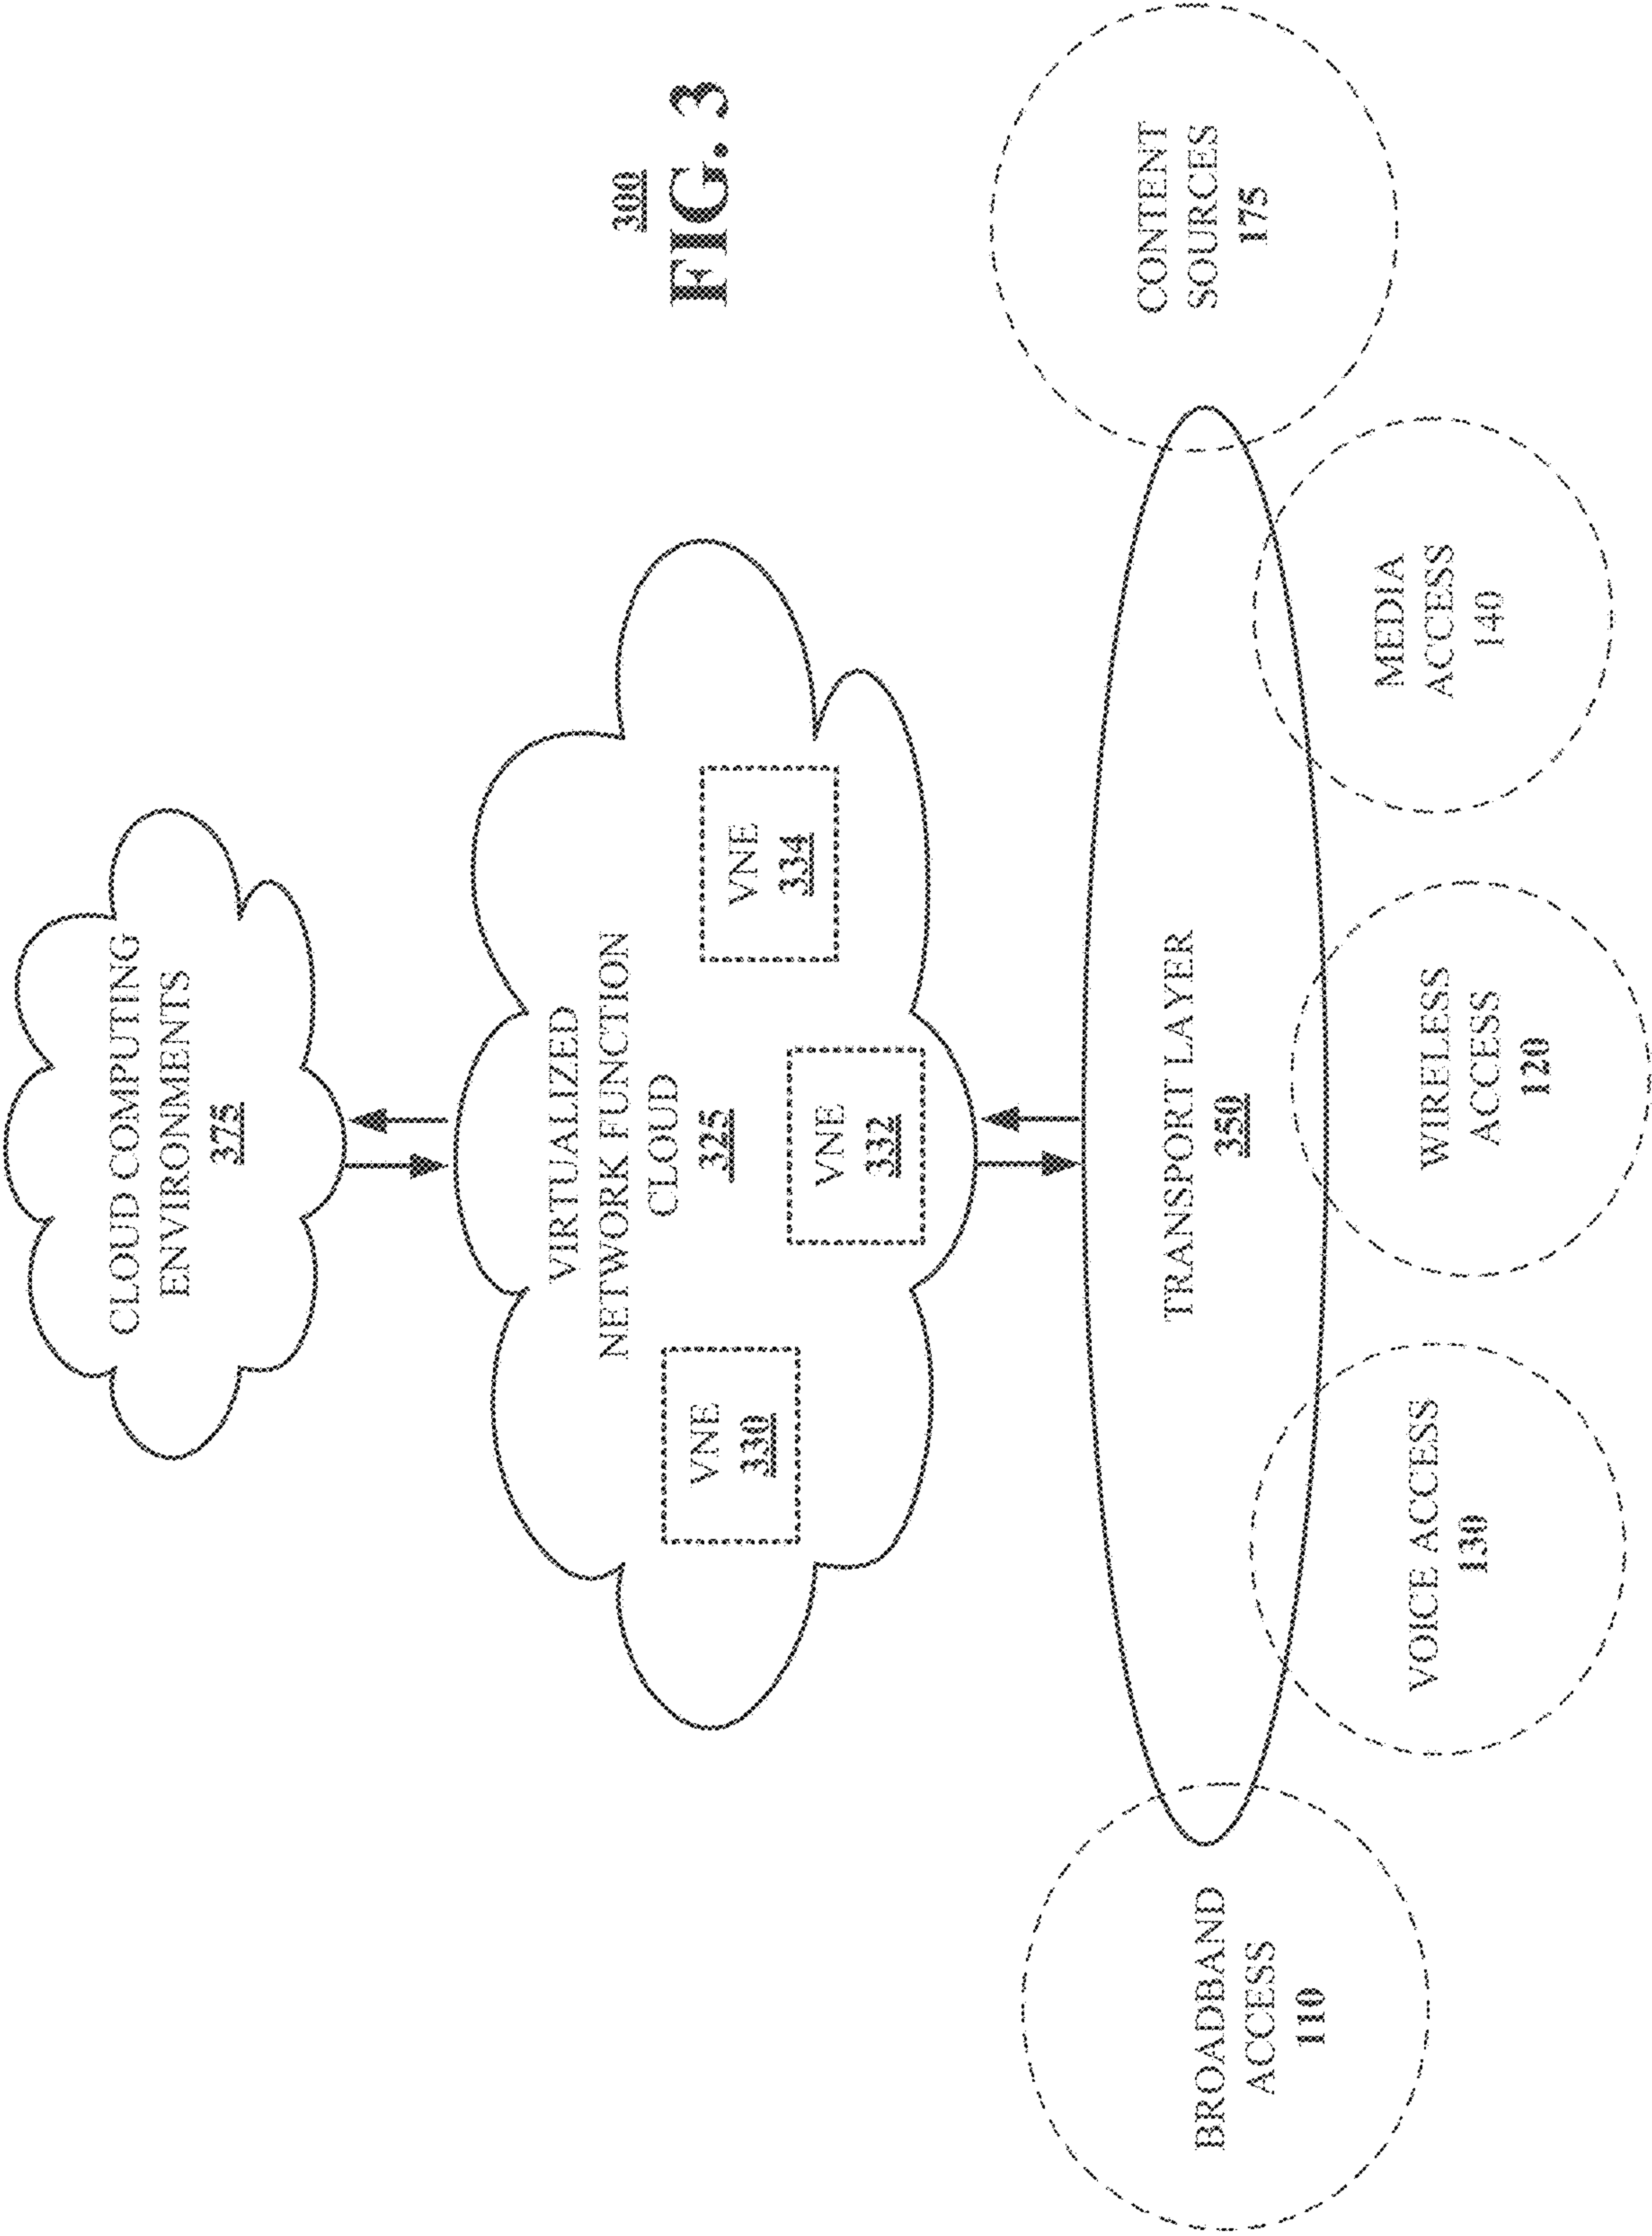 CLOUD COMPUTING
ENVIRONMENTS
375
VIRTUALIZED
NETWORK FUNCTION
CLOUD
325
VNE
330
VNE
332
VNE
334
300
FIG. 3
TRANSPORT LAYER
350
BROADBAND
ACCESS
110
VOICE ACCESS
130
WIRELESS
ACCESS
120
MEDIA
ACCESS
140
CONTENT
SOURCES
175